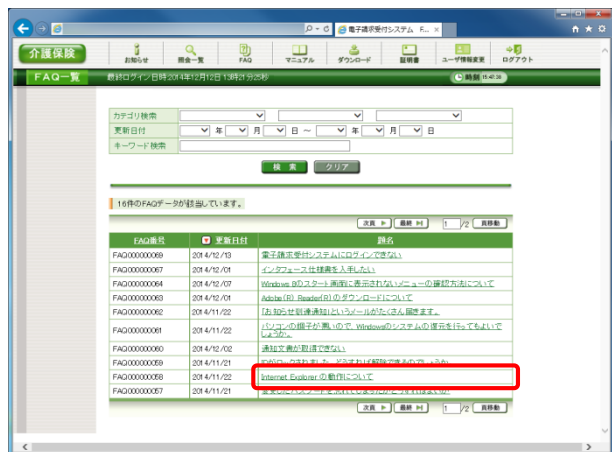 電子請求受付システム F... ×
介護保険
お知らせ 照会一覧 FAQ マニュアル ダウンロード 証明書 ユーザ情報変更 ログアウト
FAQ一覧 最終ログイン日時 2014年12月12日 13時21分25秒 時刻
カテゴリ検索
更新日付 年 月 日 ～ 年 月 日
キーワード検索
検索 クリア
16件のFAQデータが該当しています。
次頁 最終 1 /2 頁移動
FAQ番号 更新日付 題名
FAQ000000069 2014/12/13 電子請求受付システムにログインできない
FAQ000000067 2014/12/01 インタフェース仕様書を入手したい
FAQ000000064 2014/12/07 Windows 8のスタート画面に表示されないメニューの確認方法について
FAQ000000063 2014/12/01 Adobe(R) Reader(R)のダウンロードについて
FAQ000000062 2014/11/22 「お知らせ到達通知」というメールがたくさん届きます。
FAQ000000061 2014/11/22 パソコンの調子が悪いので、Windowsのシステムの復元を行ってもよいでしょうか。
FAQ000000060 2014/12/02 通知文書が取得できない
FAQ000000059 2014/11/21
FAQ000000058 2014/11/22 Internet Explorer の動作について
FAQ000000057 2014/11/21
次頁 最終 1 /2 頁移動